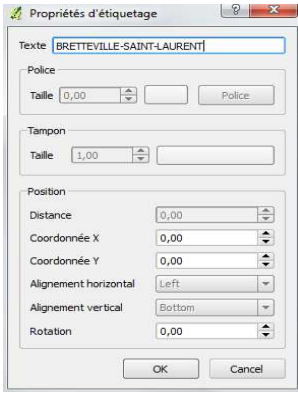 Propriétés d'étiquetage
Texte BRETTEVILLE-SAINT-LAURENT
Police
Taille 0,00 Police
Tampon
Taille 1,00
Position
Distance 0,00
Coordonnée X 0,00
Coordonnée Y 0,00
Alignement horizontal Left
Alignement vertical Bottom
Rotation 0,00
OK Cancel